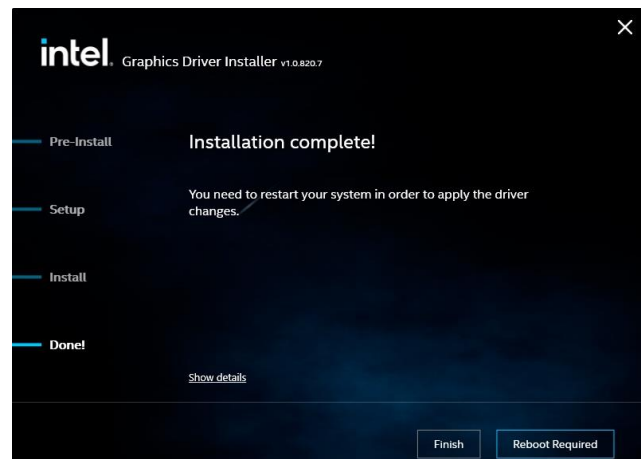 intel. Graphics Driver Installer v1.0.820.7
Pre-Install
Installation complete!
You need to restart your system in order to apply the driver
changes.
Setup
Install
Done!
Show details
Finish
Reboot Required